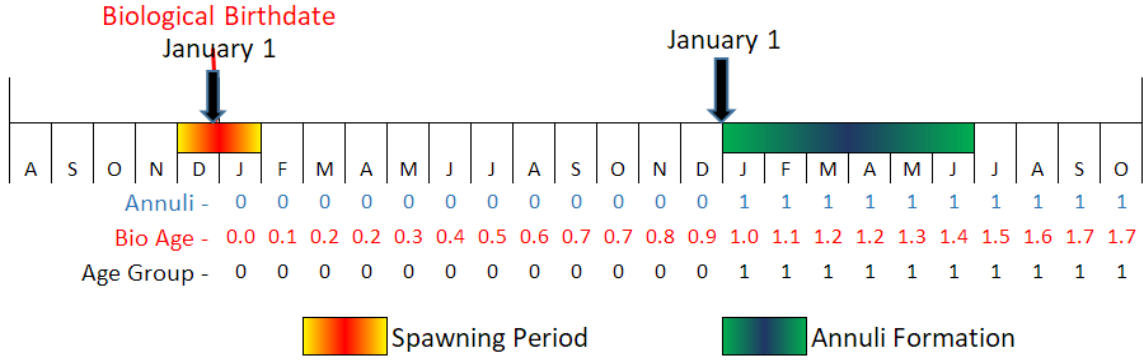 Biological Birthdate
January 1
January 1
A S O N D J F M A M J J A S O N D J F M A M J J A S O
Annuli - 0 0 0 0 0 0 0 0 0 0 0 0 1 1 1 1 1 1 1 1 1 1
Bio Age - 0.0 0.1 0.2 0.2 0.3 0.4 0.5 0.6 0.7 0.7 0.8 0.9 1.0 1.1 1.2 1.2 1.3 1.4 1.5 1.6 1.7 1.7
Age Group - 0 0 0 0 0 0 0 0 0 0 0 0 1 1 1 1 1 1 1 1 1 1
Spawning Period
Annuli Formation